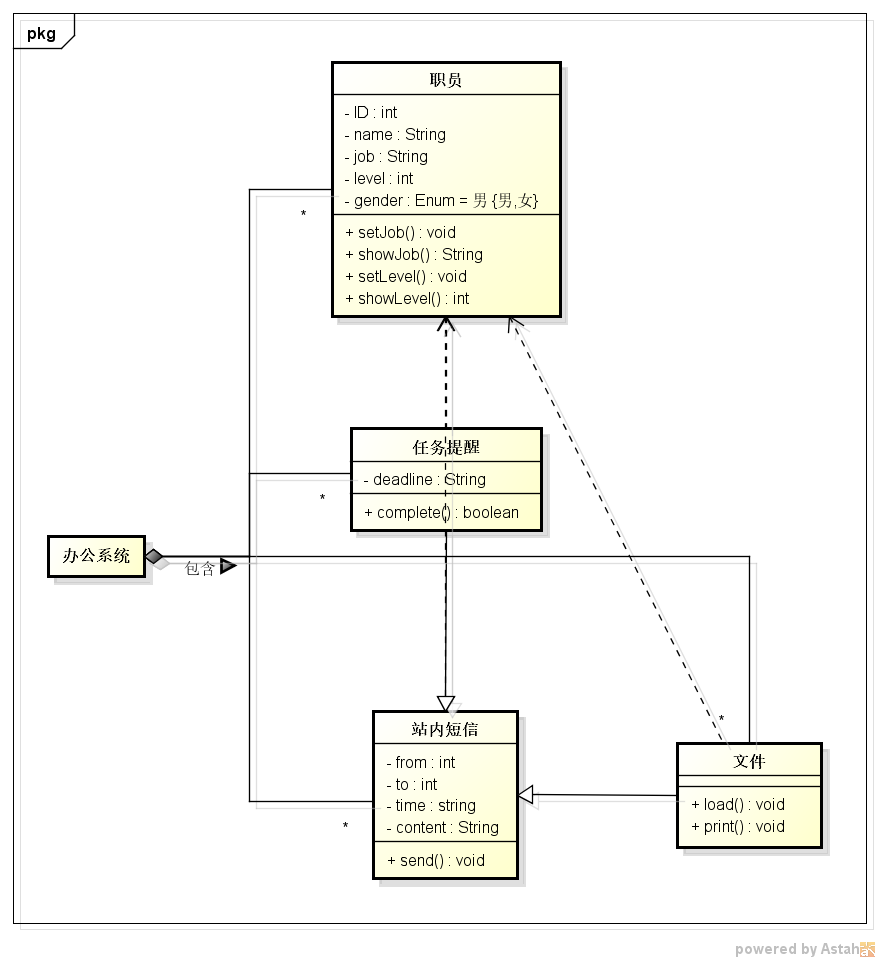 pkg
职员
- ID : int
- name : String
- job : String
- level : int
- gender : Enum = 男 {男,女}
+ setJob() : void
+ showJob() : String
+ setLevel() : void
+ showLevel() : int
*
任务提醒
- deadline : String
+ complete() : boolean
*
办公系统
包含
站内短信
- from : int
- to : int
- time : string
- content : String
+ send() : void
*
*
文件
+ load() : void
+ print() : void
powered by Astah